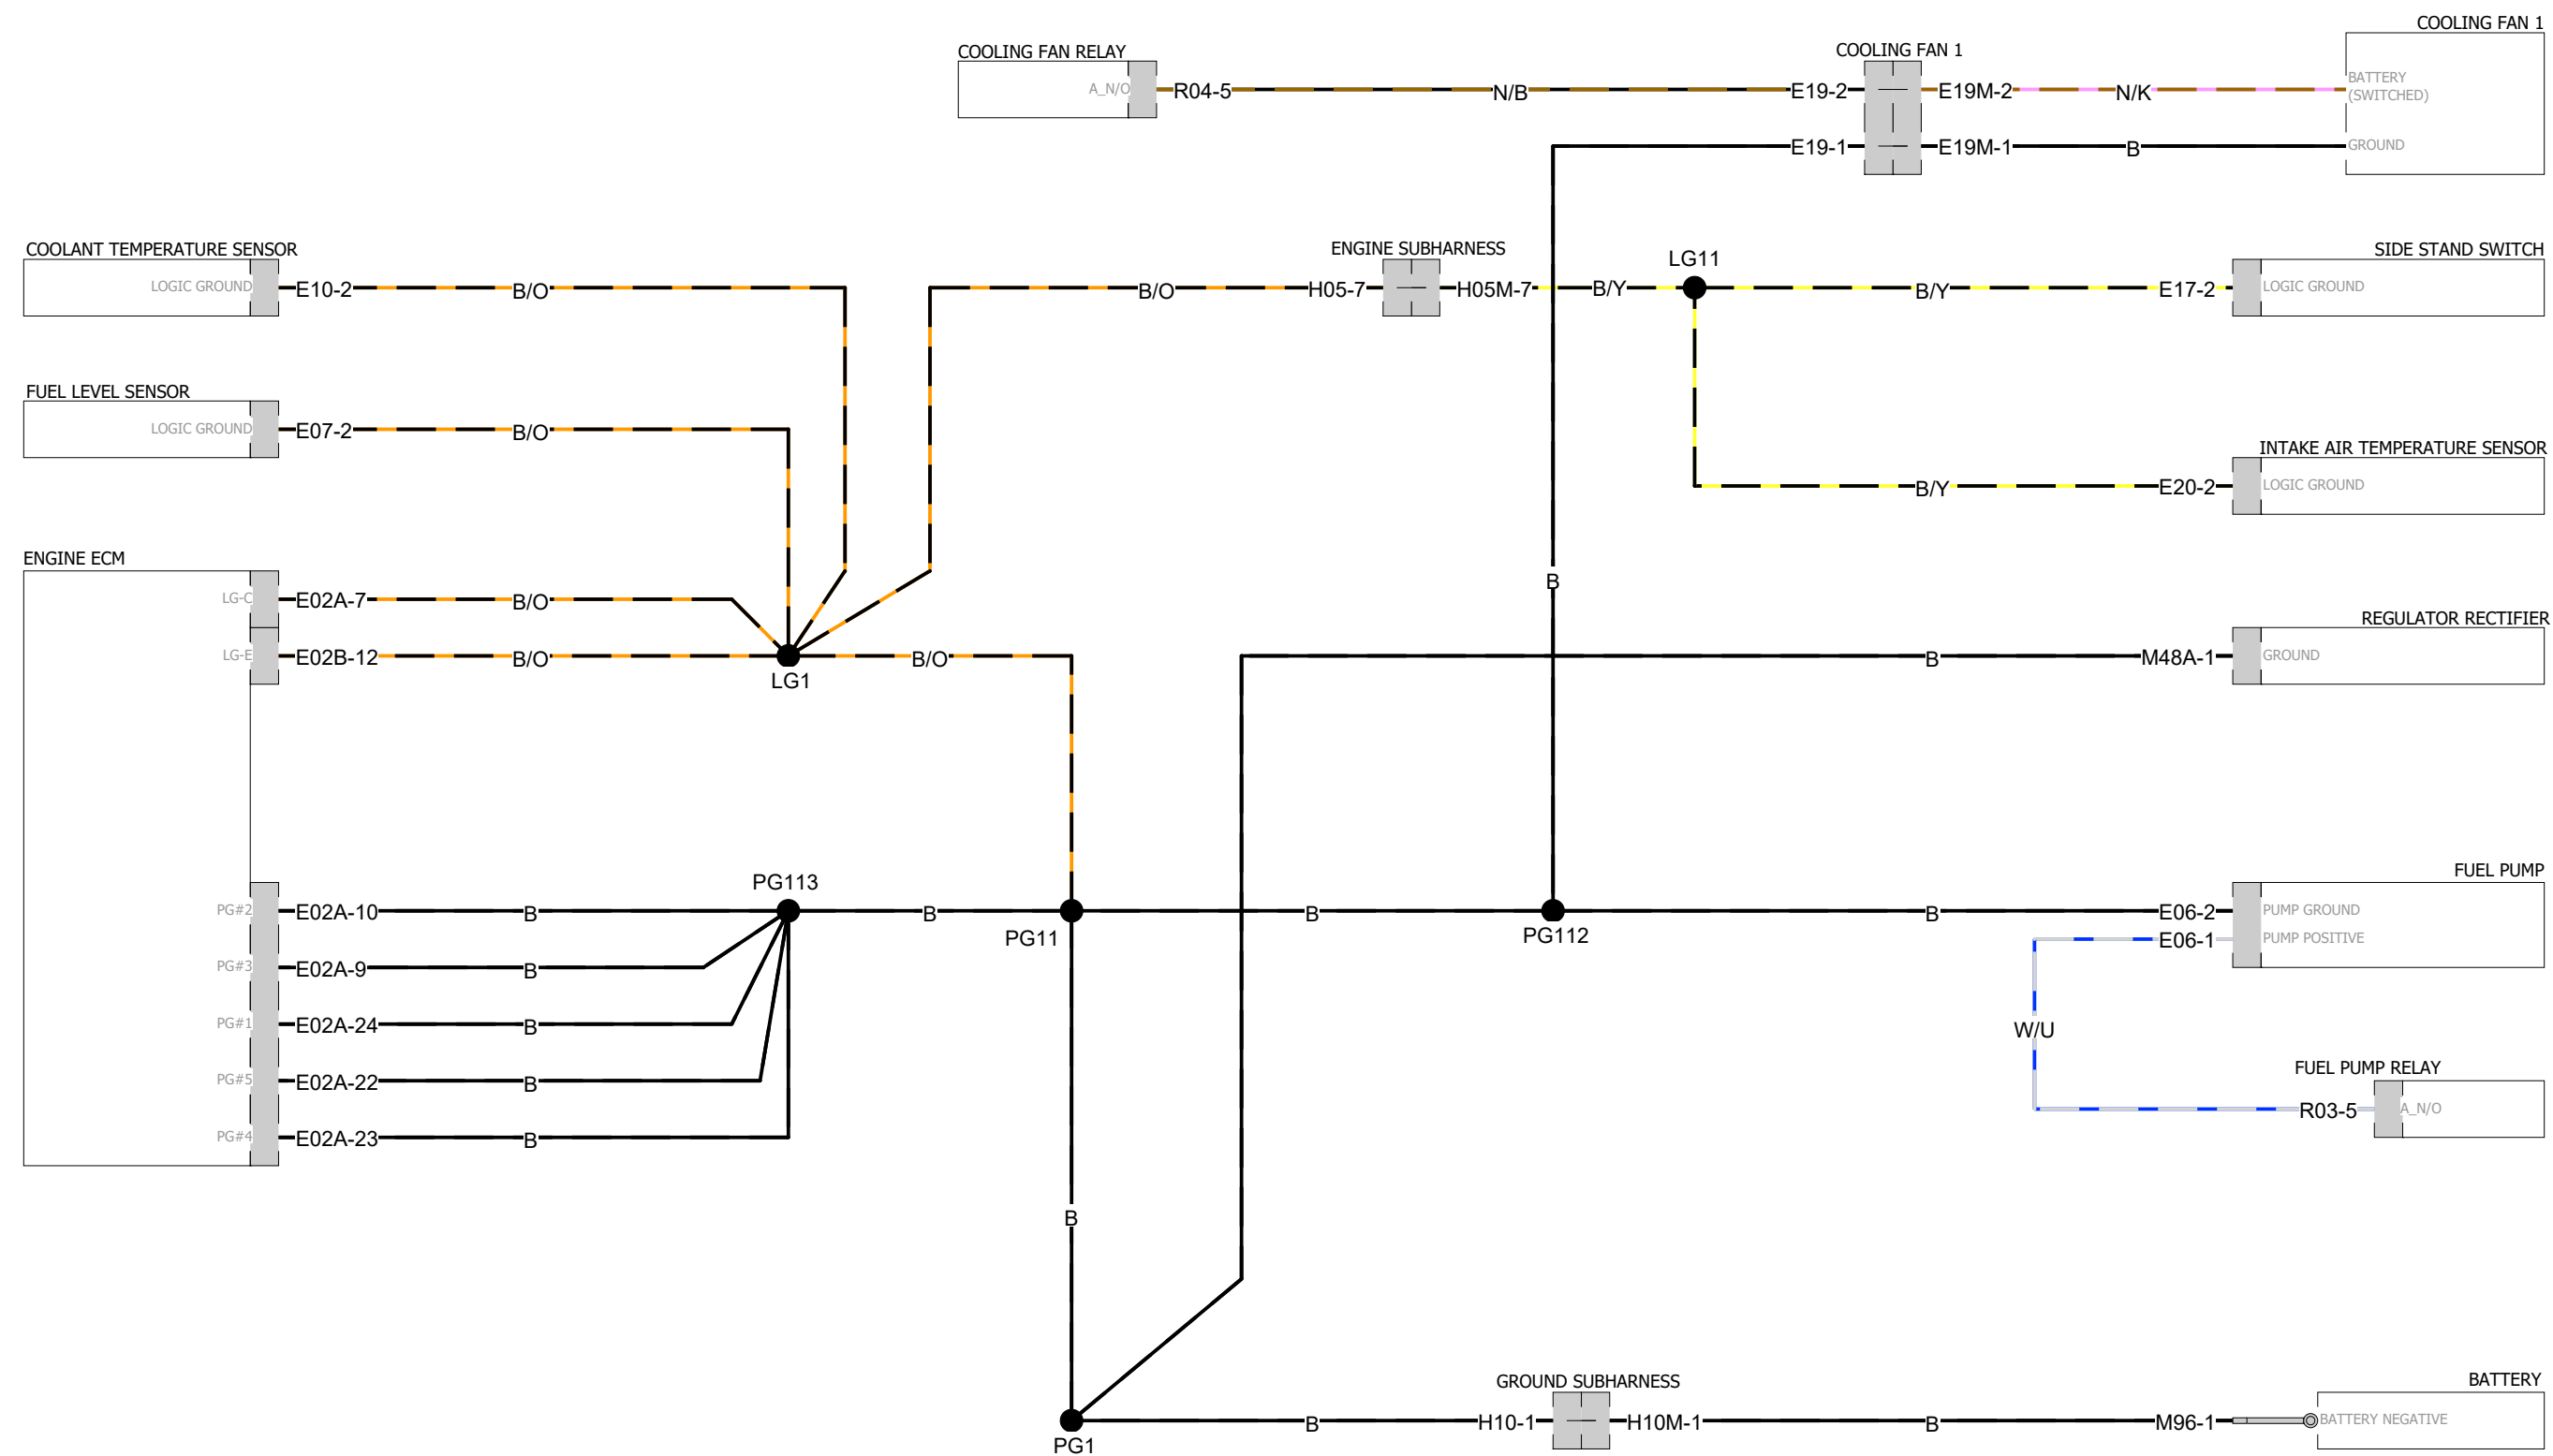 COOLING FAN 1
COOLING FAN RELAY
COOLING FAN 1
A_N/O
R04-5
N/B
E19-2
E19M-2
N/K
BATTERY
(SWITCHED)
E19-1
E19M-1
B
GROUND
COOLANT TEMPERATURE SENSOR
ENGINE SUBHARNESS
LG11
SIDE STAND SWITCH
LOGIC GROUND
E10-2
B/O
B/O
H05-7
H05M-7
B/Y
B/Y
E17-2
LOGIC GROUND
FUEL LEVEL SENSOR
LOGIC GROUND
E07-2
B/O
INTAKE AIR TEMPERATURE SENSOR
B/Y
E20-2
LOGIC GROUND
ENGINE ECM
B
LG-C
E02A-7
B/O
REGULATOR RECTIFIER
LG-E
E02B-12
B/O
B/O
B
M48A-1
GROUND
LG1
PG113
FUEL PUMP
PG#2
E02A-10
B
B
B
B
E06-2
PUMP GROUND
PG11
PG112
E06-1
PUMP POSITIVE
PG#3
E02A-9
B
PG#1
E02A-24
B
W/U
FUEL PUMP RELAY
PG#5
E02A-22
B
R03-5
A_N/O
PG#4
E02A-23
B
B
GROUND SUBHARNESS
BATTERY
B
H10-1
H10M-1
B
M96-1
BATTERY NEGATIVE
PG1